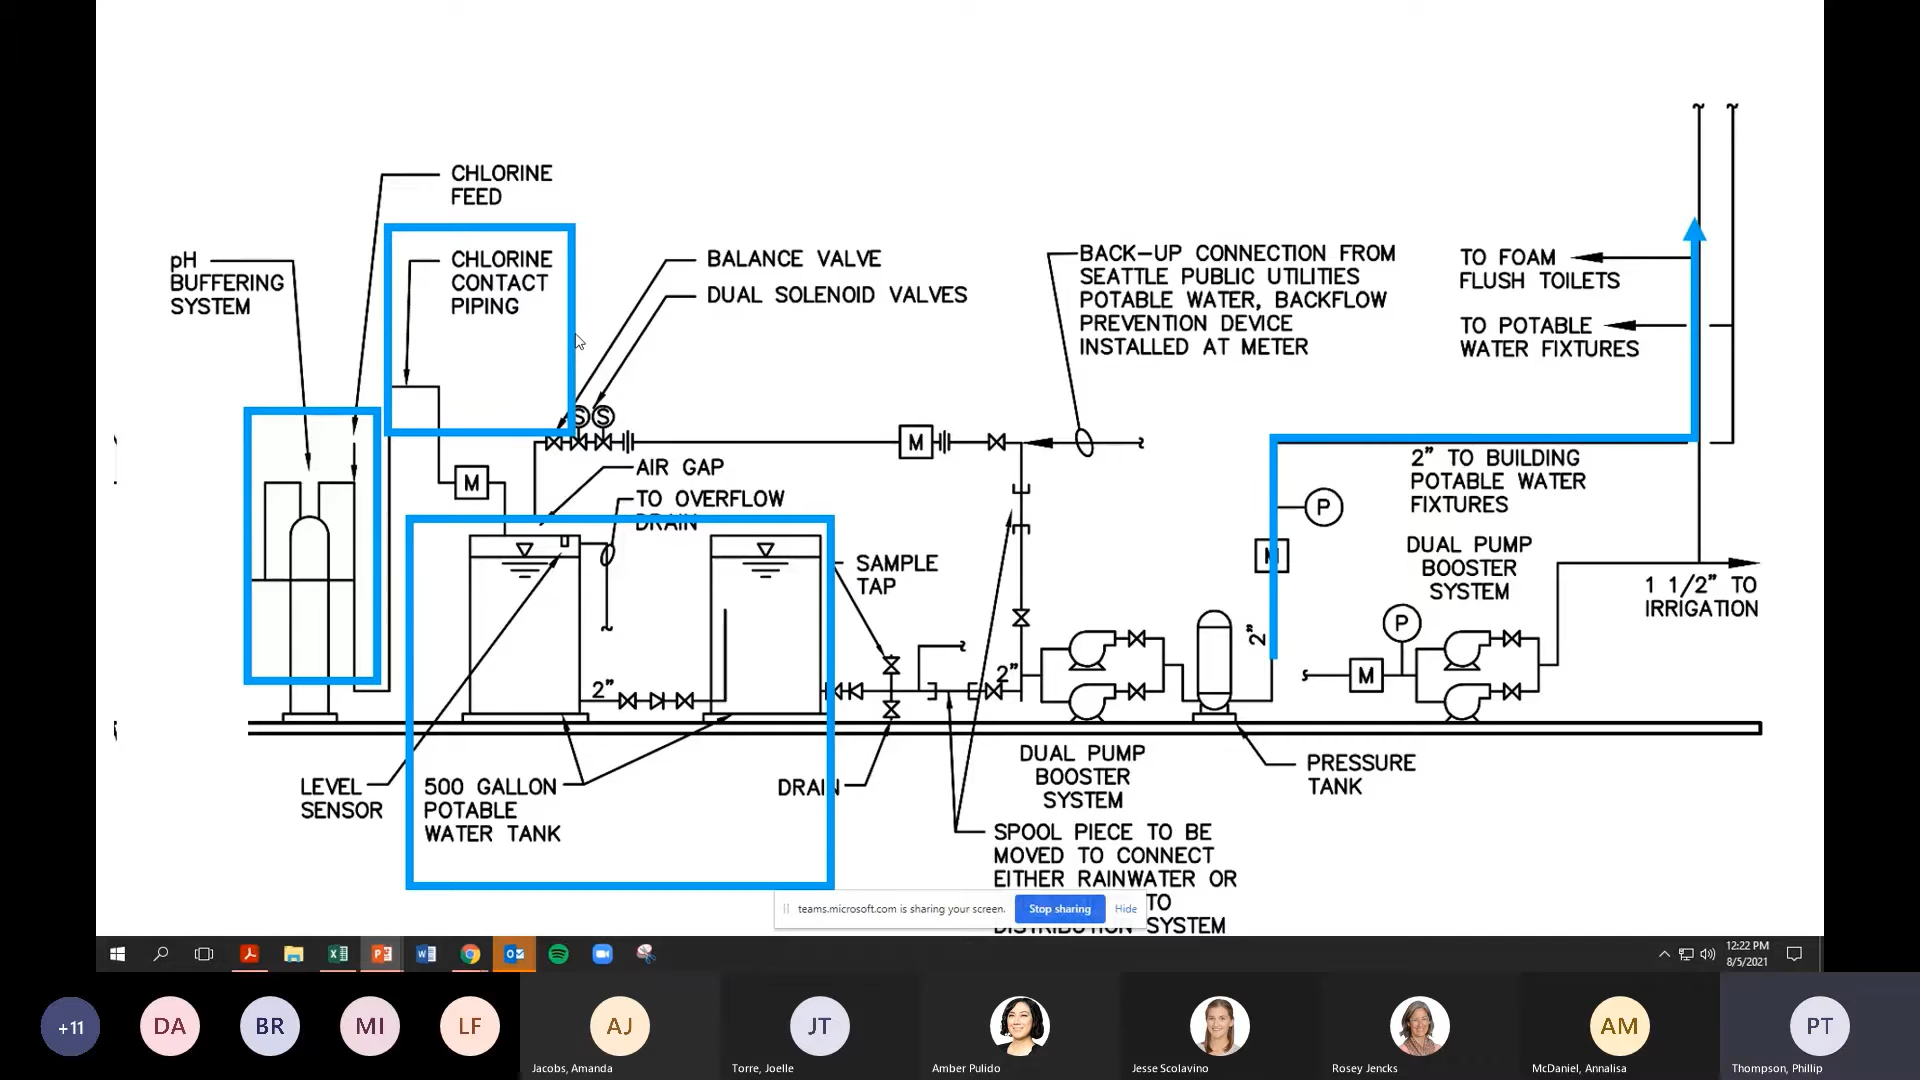 CHLORINE
FEED
pH
BUFFERING
SYSTEM
CHLORINE
CONTACT
PIPING
BALANCE VALVE
DUAL SOLENOID VALVES
BACK-UP CONNECTION FROM
SEATTLE PUBLIC UTILITIES
POTABLE WATER, BACKFLOW
PREVENTION DEVICE
INSTALLED AT METER
TO FOAM
FLUSH TOILETS
TO POTABLE
WATER FIXTURES
S
S
M
M
AIR GAP
TO OVERFLOW
DRAIN
2" TO BUILDING
POTABLE WATER
FIXTURES
P
M
SAMPLE
TAP
DUAL PUMP
BOOSTER
SYSTEM
1 1/2" TO
IRRIGATION
P
2"
M
2"
2"
LEVEL
SENSOR
500 GALLON
POTABLE
WATER TANK
DRAIN
DUAL PUMP
BOOSTER
SYSTEM
PRESSURE
TANK
SPOOL PIECE TO BE
MOVED TO CONNECT
EITHER RAINWATER OR
TO
DISTRIBUTION SYSTEM
teams.microsoft.com is sharing your screen.
Stop sharing
Hide
12:22 PM
8/5/2021
+11
DA
BR
MI
LF
AJ
JT
AM
PT
Jacobs, Amanda
Torre, Joelle
Amber Pulido
Jesse Scolavino
Rosey Jencks
McDaniel, Annalisa
Thompson, Phillip